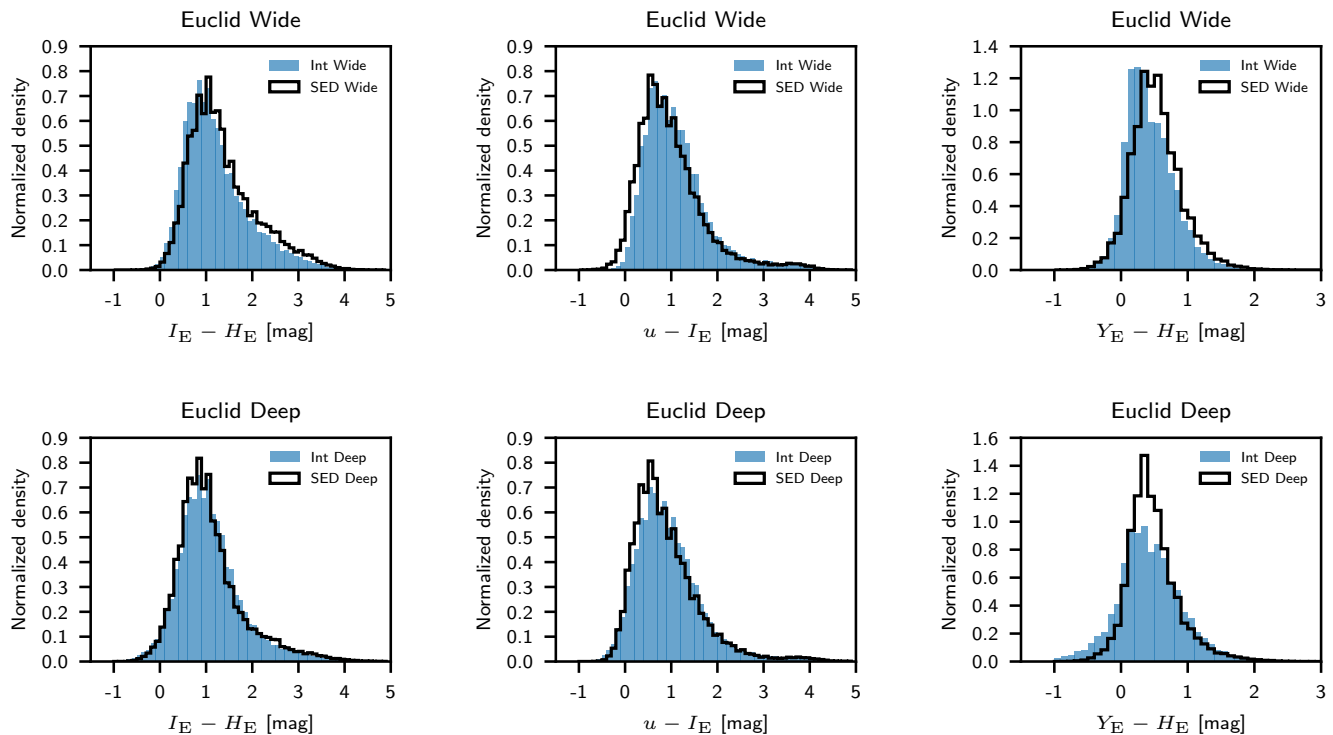 Euclid Wide
0.9
0.8
0.7
0.6
0.5
0.4
0.3
0.2
0.1
0.0
Normalized density
Int Wide
SED Wide
-1 0 1 2 3 4 5
I_E − H_E [mag]
Euclid Wide
0.9
0.8
0.7
0.6
0.5
0.4
0.3
0.2
0.1
0.0
Normalized density
Int Wide
SED Wide
-1 0 1 2 3 4 5
u − I_E [mag]
Euclid Wide
1.4
1.2
1.0
0.8
0.6
0.4
0.2
0.0
Normalized density
Int Wide
SED Wide
-1 0 1 2 3
Y_E − H_E [mag]
Euclid Deep
0.9
0.8
0.7
0.6
0.5
0.4
0.3
0.2
0.1
0.0
Normalized density
Int Deep
SED Deep
-1 0 1 2 3 4 5
I_E − H_E [mag]
Euclid Deep
0.9
0.8
0.7
0.6
0.5
0.4
0.3
0.2
0.1
0.0
Normalized density
Int Deep
SED Deep
-1 0 1 2 3 4 5
u − I_E [mag]
Euclid Deep
1.6
1.4
1.2
1.0
0.8
0.6
0.4
0.2
0.0
Normalized density
Int Deep
SED Deep
-1 0 1 2 3
Y_E − H_E [mag]